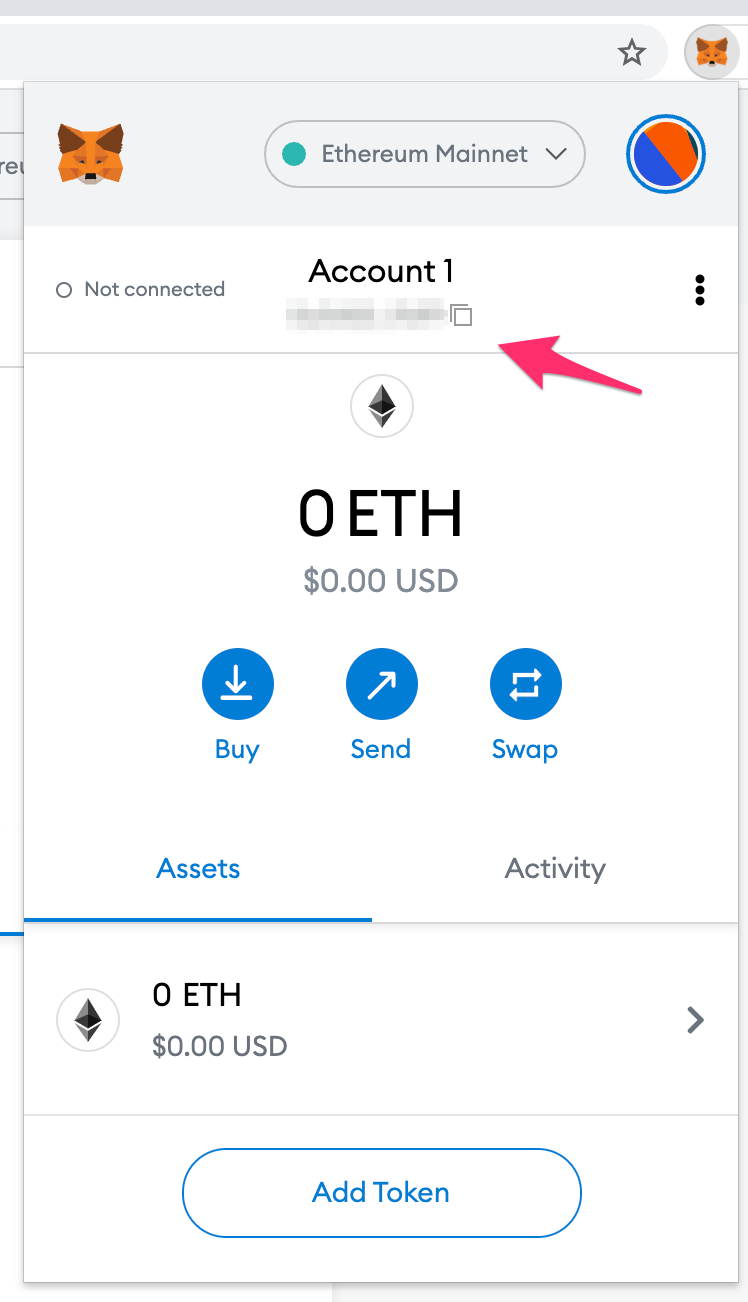 Ethereum Mainnet
Account 1
Not connected
0 ETH
$0.00 USD
Buy
Send
Swap
Assets
Activity
0 ETH
$0.00 USD
Add Token